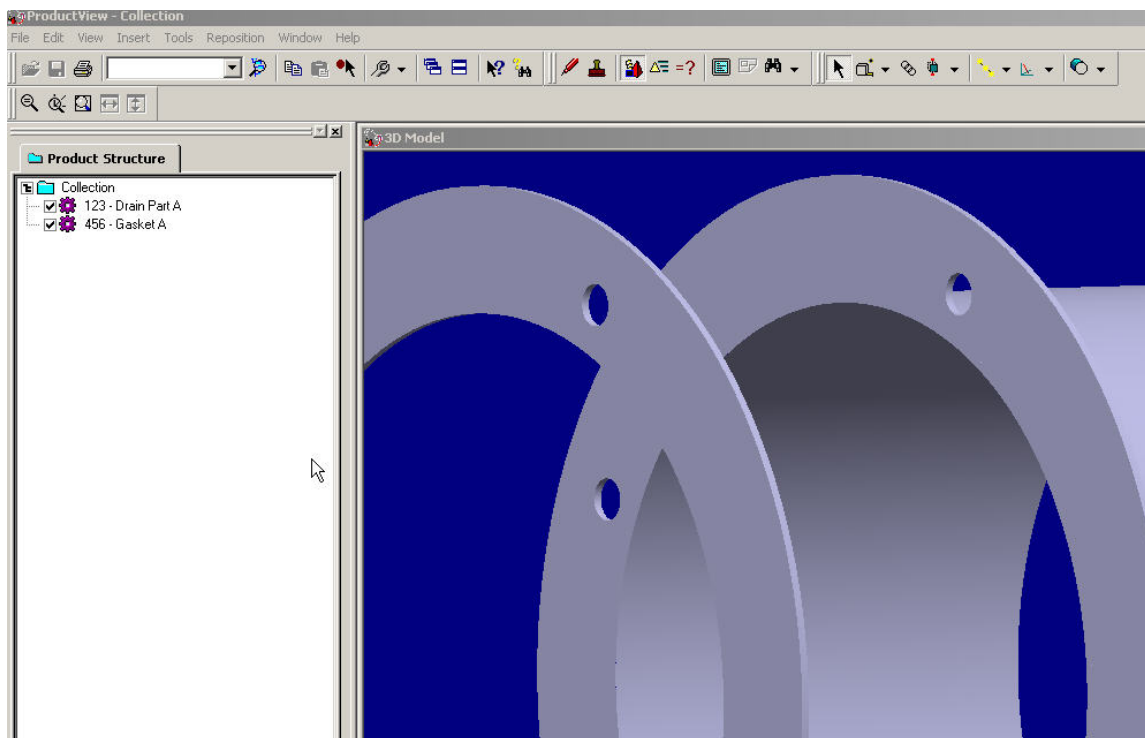 ProductView - Collection
File Edit View Insert Tools Reposition Window Help
Product Structure
Collection
123 - Drain Part A
456 - Gasket A
3D Model